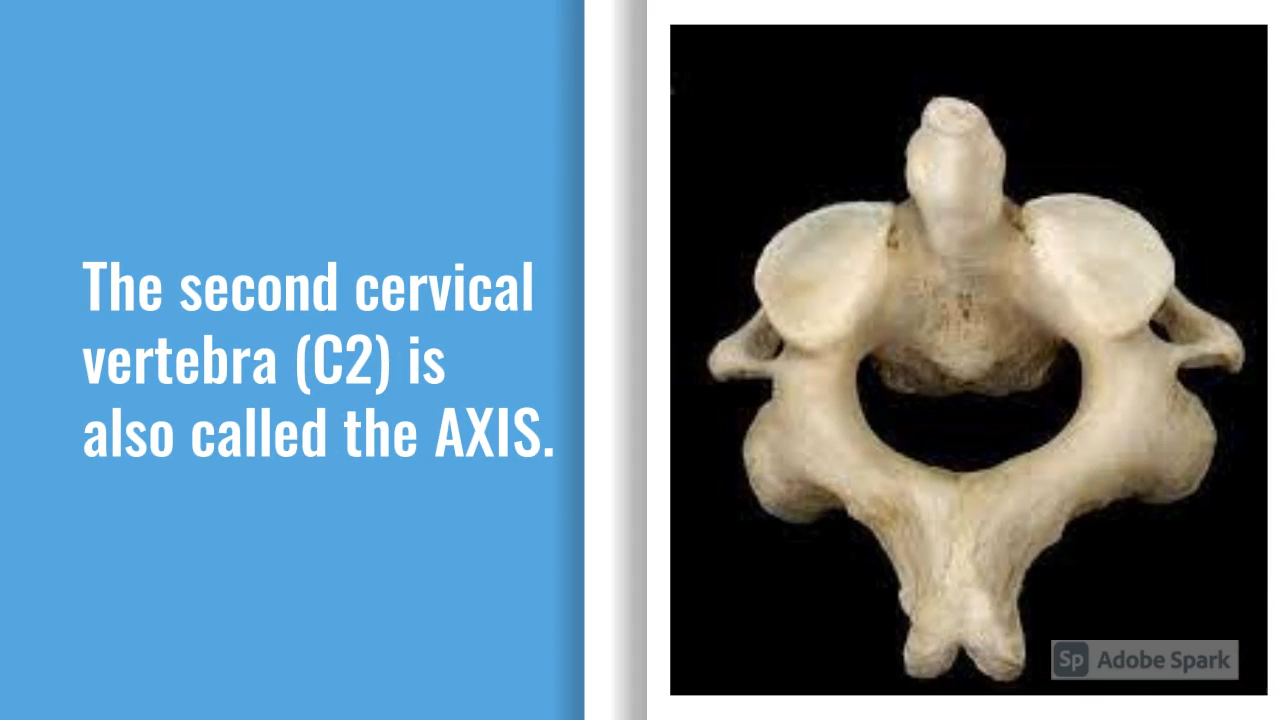 The second cervical
vertebra (C2) is
also called the AXIS.
Sp Adobe Spark